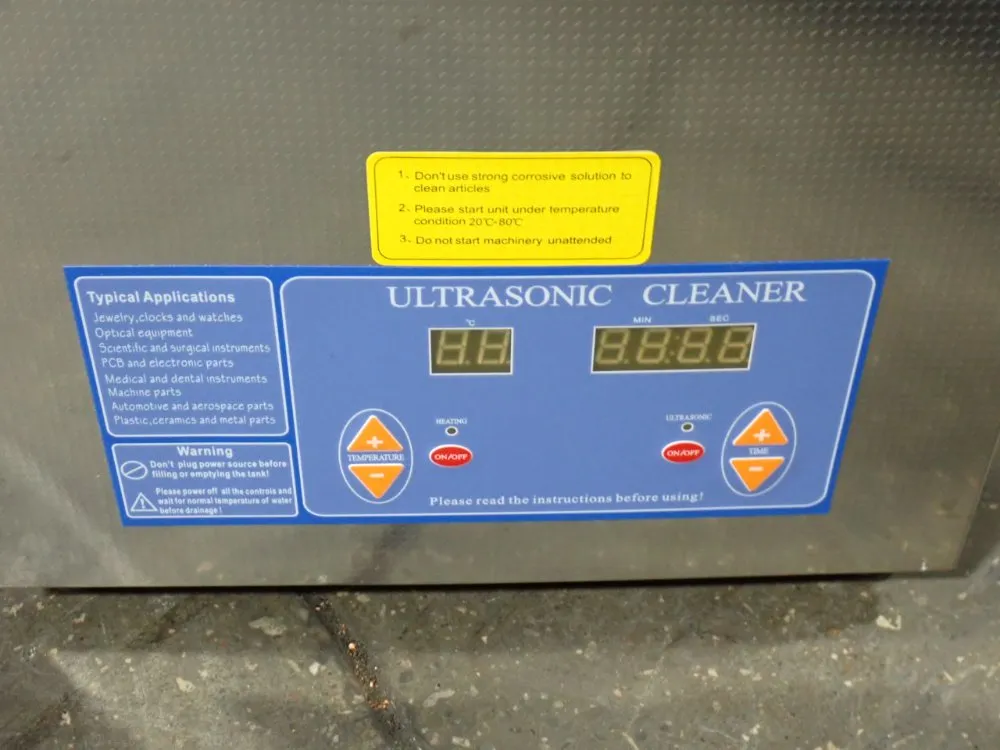 1、Don't use strong corrosive solution to
clean articles
2、Please start unit under temperature
condition 20℃-80℃
3、Do not start machinery unattended
Typical Applications
Jewelry,clocks and watches
Optical equipment
Scientific and surgical instruments
PCB and electronic parts
Medical and dental instruments
Machine parts
Automotive and aerospace parts
Plastic,ceramics and metal parts
Warning
Don't plug power source before
filling or emptying the tank!
Please power off all the controls and
wait for normal temperature of water
before drainage!
ULTRASONIC CLEANER
℃
MIN SEC
HEATING
ULTRASONIC
+
TEMPERATURE
-
ON/OFF
ON/OFF
+
TIME
-
Please read the instructions before using!